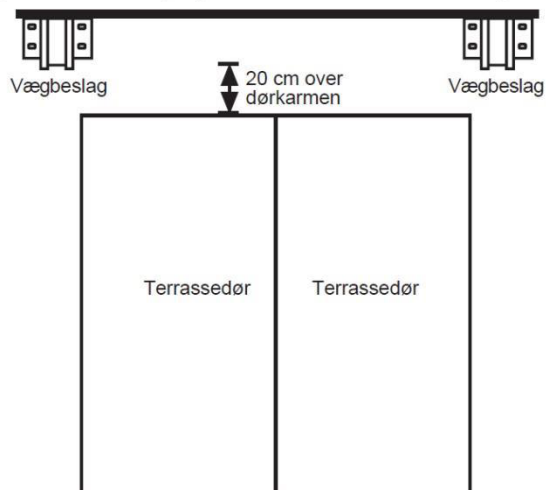 Vægbeslag
20 cm over
dørkarmen
Vægbeslag
Terrassedør
Terrassedør